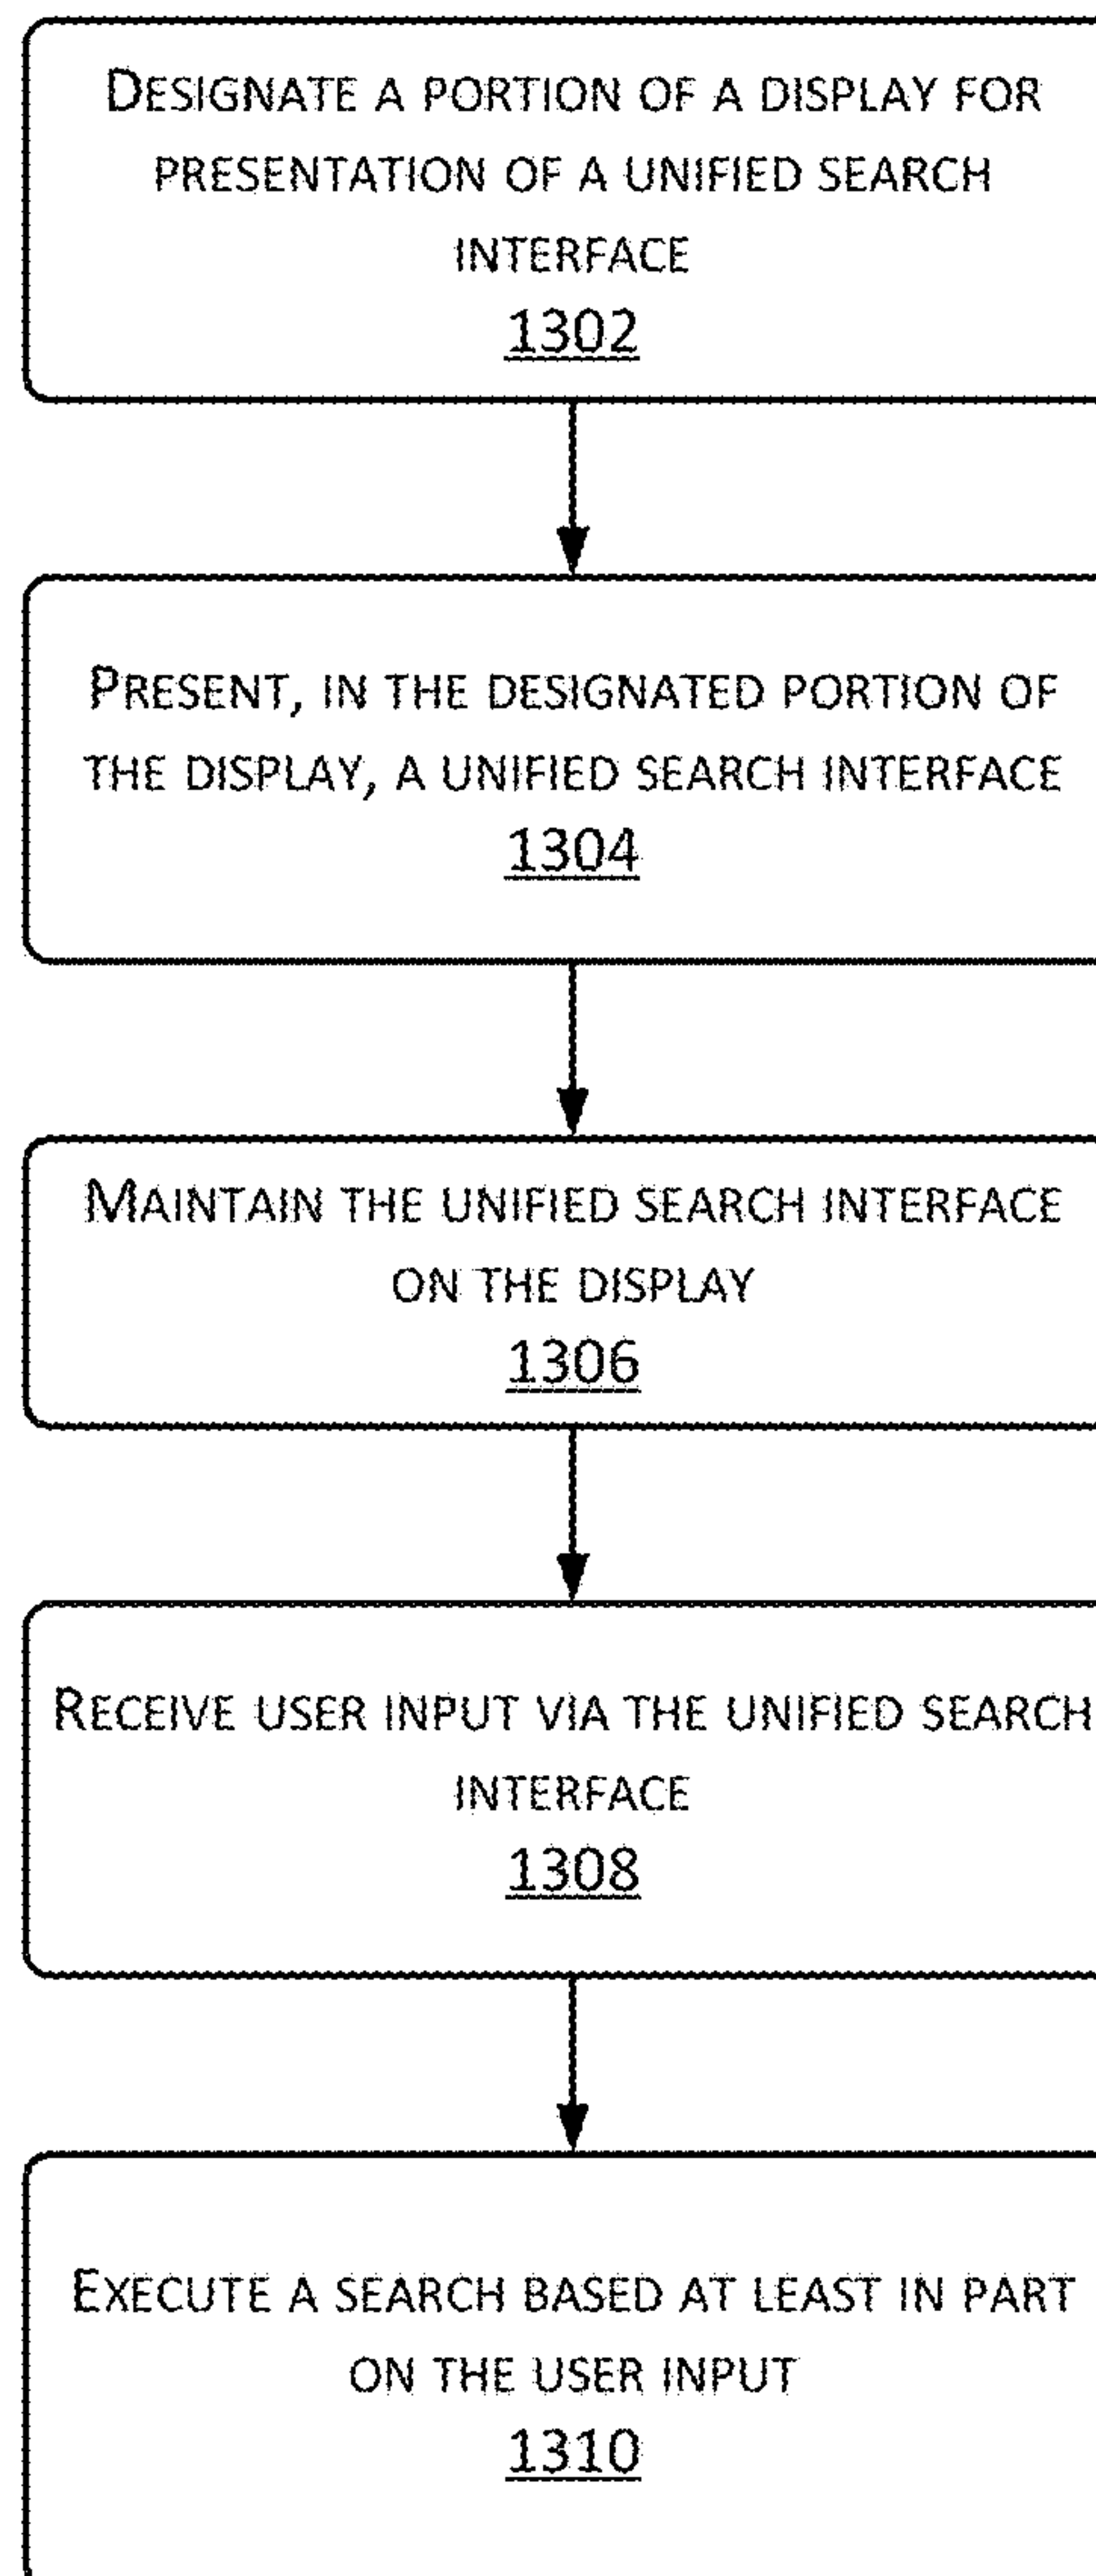 DESIGNATE A PORTION OF A DISPLAY FOR
PRESENTATION OF A UNIFIED SEARCH
INTERFACE
1302
PRESENT, IN THE DESIGNATED PORTION OF
THE DISPLAY, A UNIFIED SEARCH INTERFACE
1304
MAINTAIN THE UNIFIED SEARCH INTERFACE
ON THE DISPLAY
1306
RECEIVE USER INPUT VIA THE UNIFIED SEARCH
INTERFACE
1308
EXECUTE A SEARCH BASED AT LEAST IN PART
ON THE USER INPUT
1310